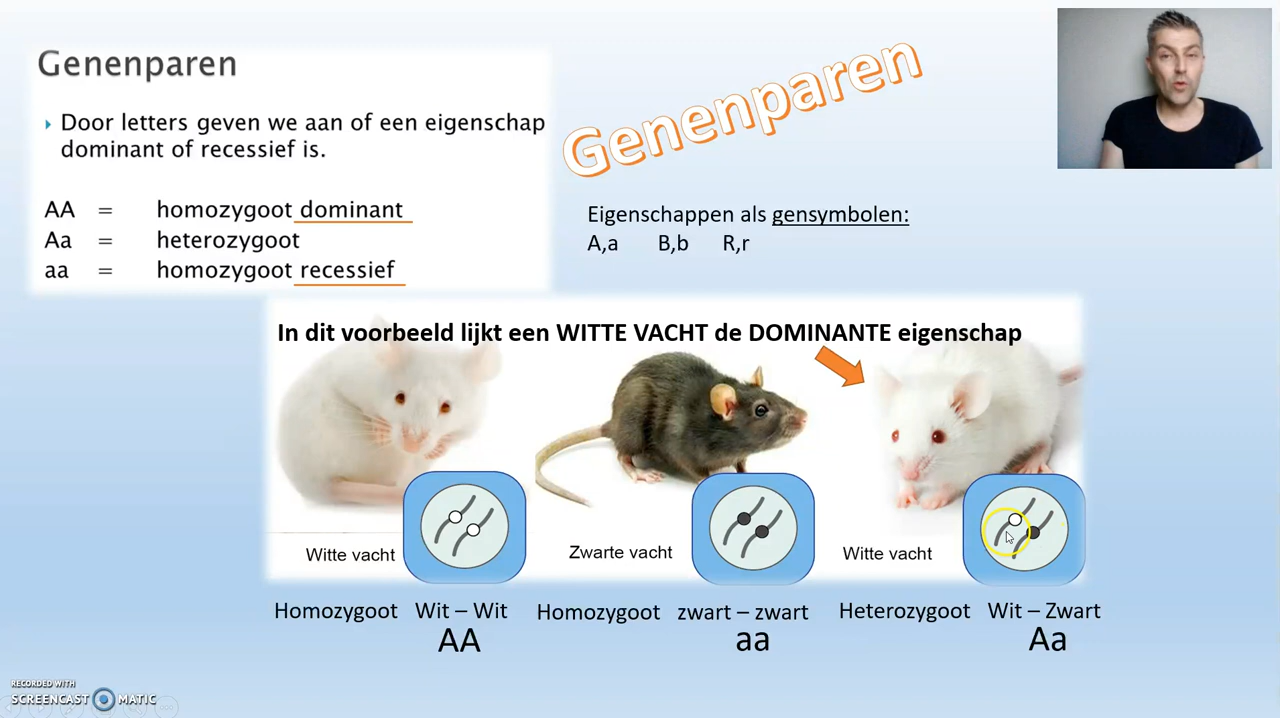 Genenparen
Door letters geven we aan of een eigenschap
dominant of recessief is.
AA = homozygoot dominant
Aa = heterozygoot
aa = homozygoot recessief
Genenparen
Eigenschappen als gensymbolen:
A,a B,b R,r
In dit voorbeeld lijkt een WITTE VACHT de DOMINANTE eigenschap
Witte vacht
Zwarte vacht
Witte vacht
Homozygoot Wit – Wit
AA
Homozygoot zwart – zwart
aa
Heterozygoot Wit – Zwart
Aa
RECORDED WITH
SCREENCAST MATIC